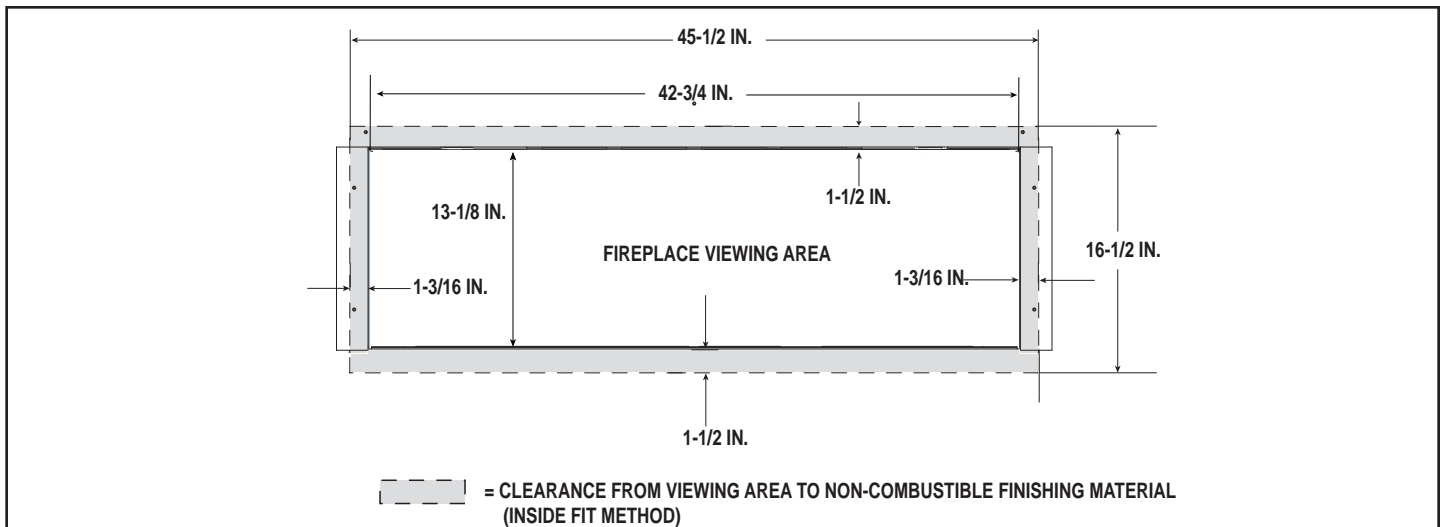 45-1/2 IN.
42-3/4 IN.
1-1/2 IN.
13-1/8 IN.
FIREPLACE VIEWING AREA
16-1/2 IN.
1-3/16 IN.
1-3/16 IN.
1-1/2 IN.
= CLEARANCE FROM VIEWING AREA TO NON-COMBUSTIBLE FINISHING MATERIAL
(INSIDE FIT METHOD)